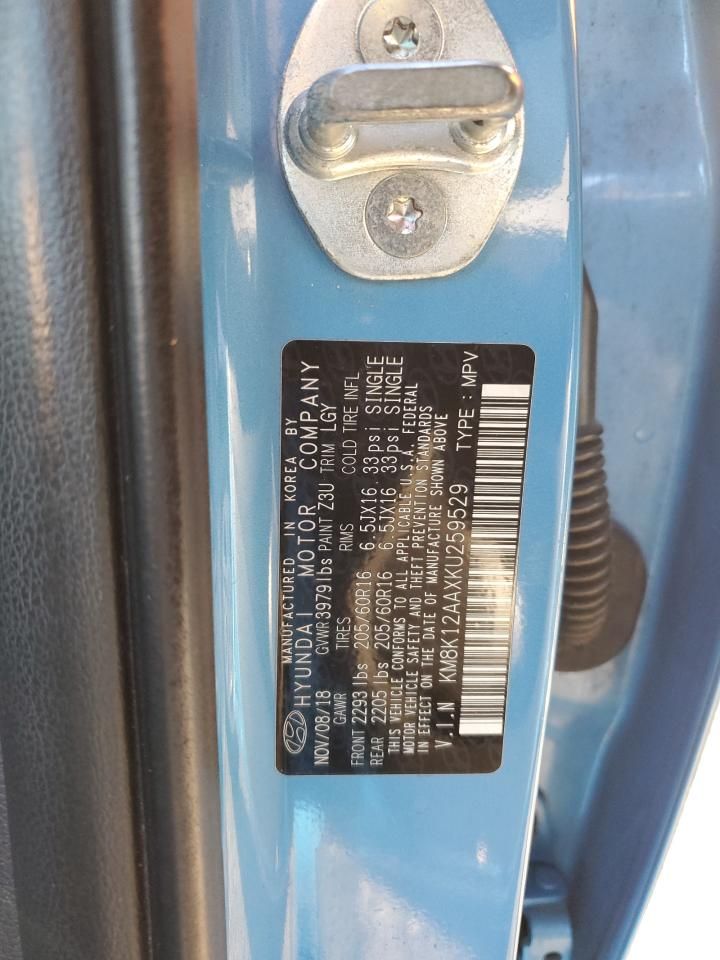 MANUFACTURED IN KOREA BY
HYUNDAI MOTOR COMPANY
NOV/08/18 GVWR 3979 lbs PAINT Z3U TRIM LGY
GAWR TIRES RIMS COLD TIRE INFL
FRONT 2293 lbs 205/60R16 6.5JX16 33psi SINGLE
REAR 2205 lbs 205/60R16 6.5JX16 33psi SINGLE
THIS VEHICLE CONFORMS TO ALL APPLICABLE U.S.A. FEDERAL
MOTOR VEHICLE SAFETY AND THEFT PREVENTION STANDARDS
IN EFFECT ON THE DATE OF MANUFACTURE SHOWN ABOVE
V.I.N KM8K12AAXKU259529 TYPE : MPV